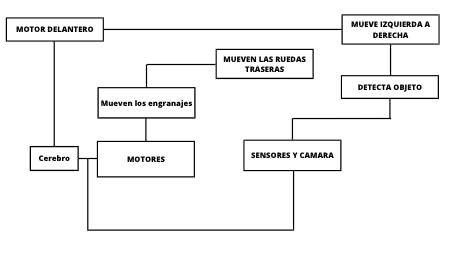 MOTOR DELANTERO
MUEVE IZQUIERDA A
DERECHA
MUEVEN LAS RUEDAS
TRASERAS
DETECTA OBJETO
Mueven los engranajes
Cerebro
MOTORES
SENSORES Y CAMARA